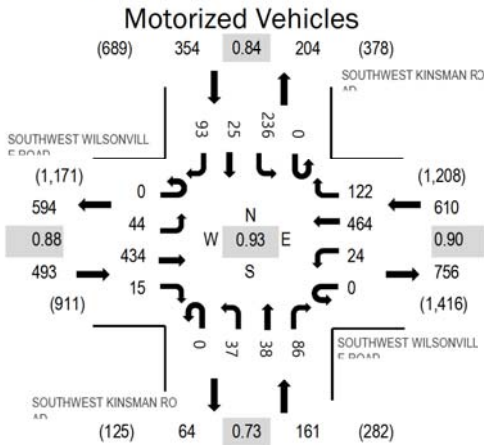 Motorized Vehicles
(689) 354 0.84 204 (378)
SOUTHWEST KINSMAN RO
SOUTHWEST WILSONVILL
E ROAD
93 25 236 0
(1,171) 0 122 (1,208)
594 44 464 610
0.88 434 N W 0.93 E S 24 0.90
493 15 0 756
(911) (1,416)
0 37 38 86
SOUTHWEST WILSONVILL
E ROAD
SOUTHWEST KINSMAN RO
(125) 64 0.73 161 (282)